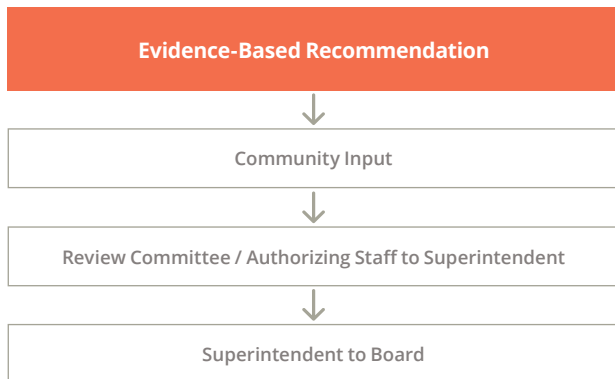 Evidence-Based Recommendation
Community Input
Review Committee / Authorizing Staff to Superintendent
Superintendent to Board